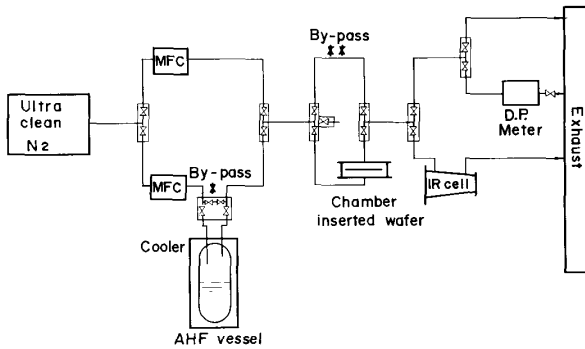 By-pass
MFC
Ultra
clean
N2
D.P.
Meter
Exhaust
MFC
By-pass
IR cell
Chamber
inserted wafer
Cooler
AHF vessel